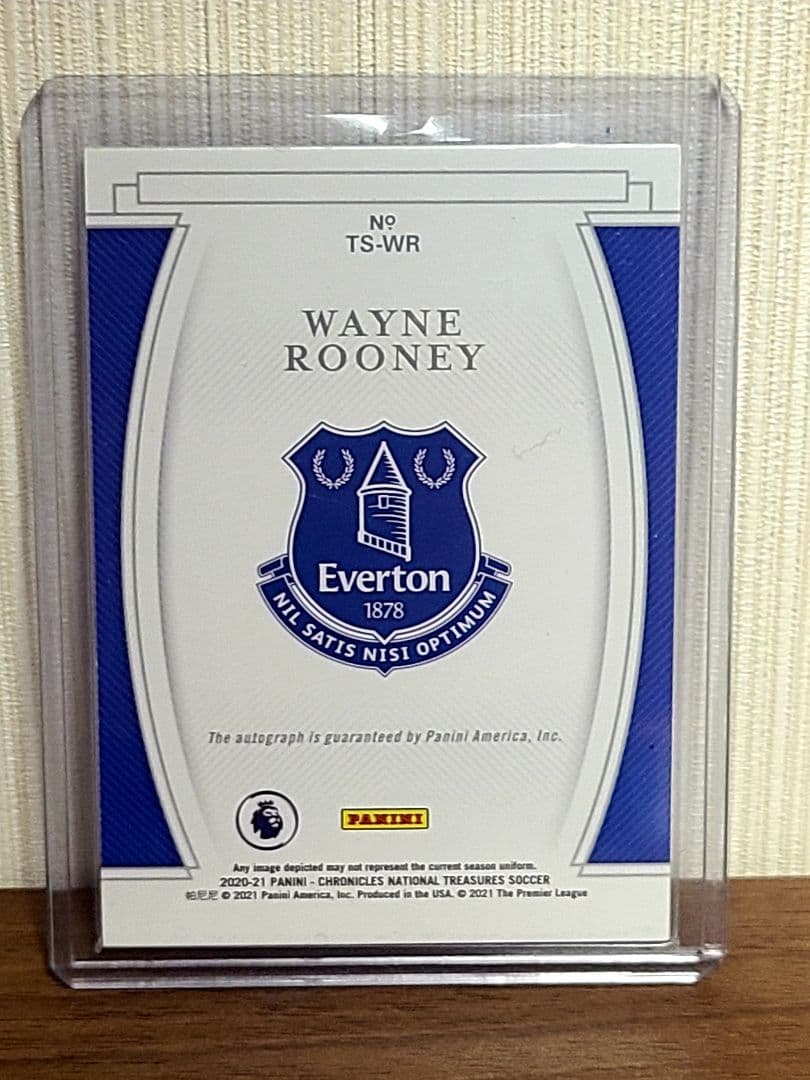 Nº
TS-WR
WAYNE
ROONEY
Everton
1878
NIL SATIS NISI OPTIMUM
The autograph is guaranteed by Panini America, Inc.
PANINI
Any image depicted may not represent the current season uniform.
2020-21 PANINI - CHRONICLES NATIONAL TREASURES SOCCER
帕尼尼 © 2021 Panini America, Inc. Produced in the USA. © 2021 The Premier League